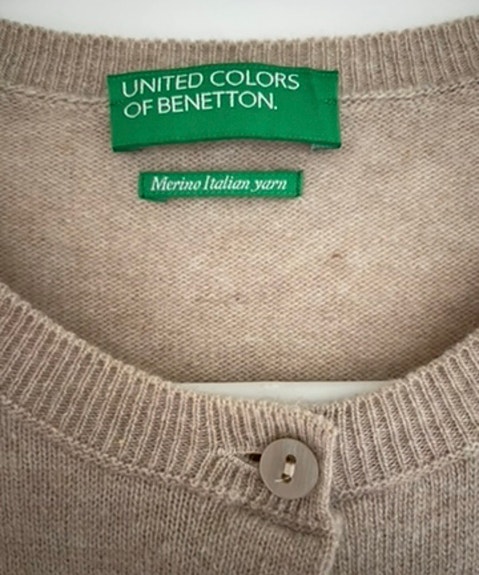 UNITED COLORS
OF BENETTON.
Merino Italian yarn